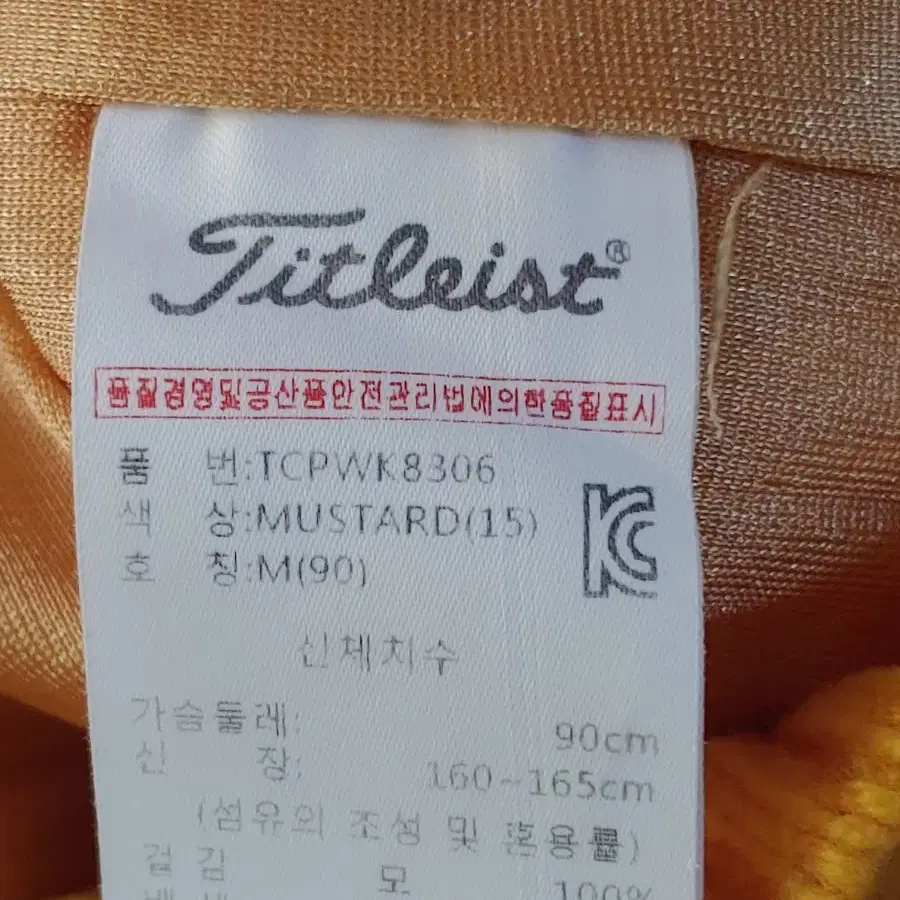 Titleist®
품질경영및공산품안전관리법에의한품질표시
품 번:TCPWK8306
색 상:MUSTARD(15)
호 칭:M(90)
KC
신체치수
가슴둘레: 90cm
신 장: 160~165cm
(섬유의 조성 및 혼용률)
겉 감 모 100%